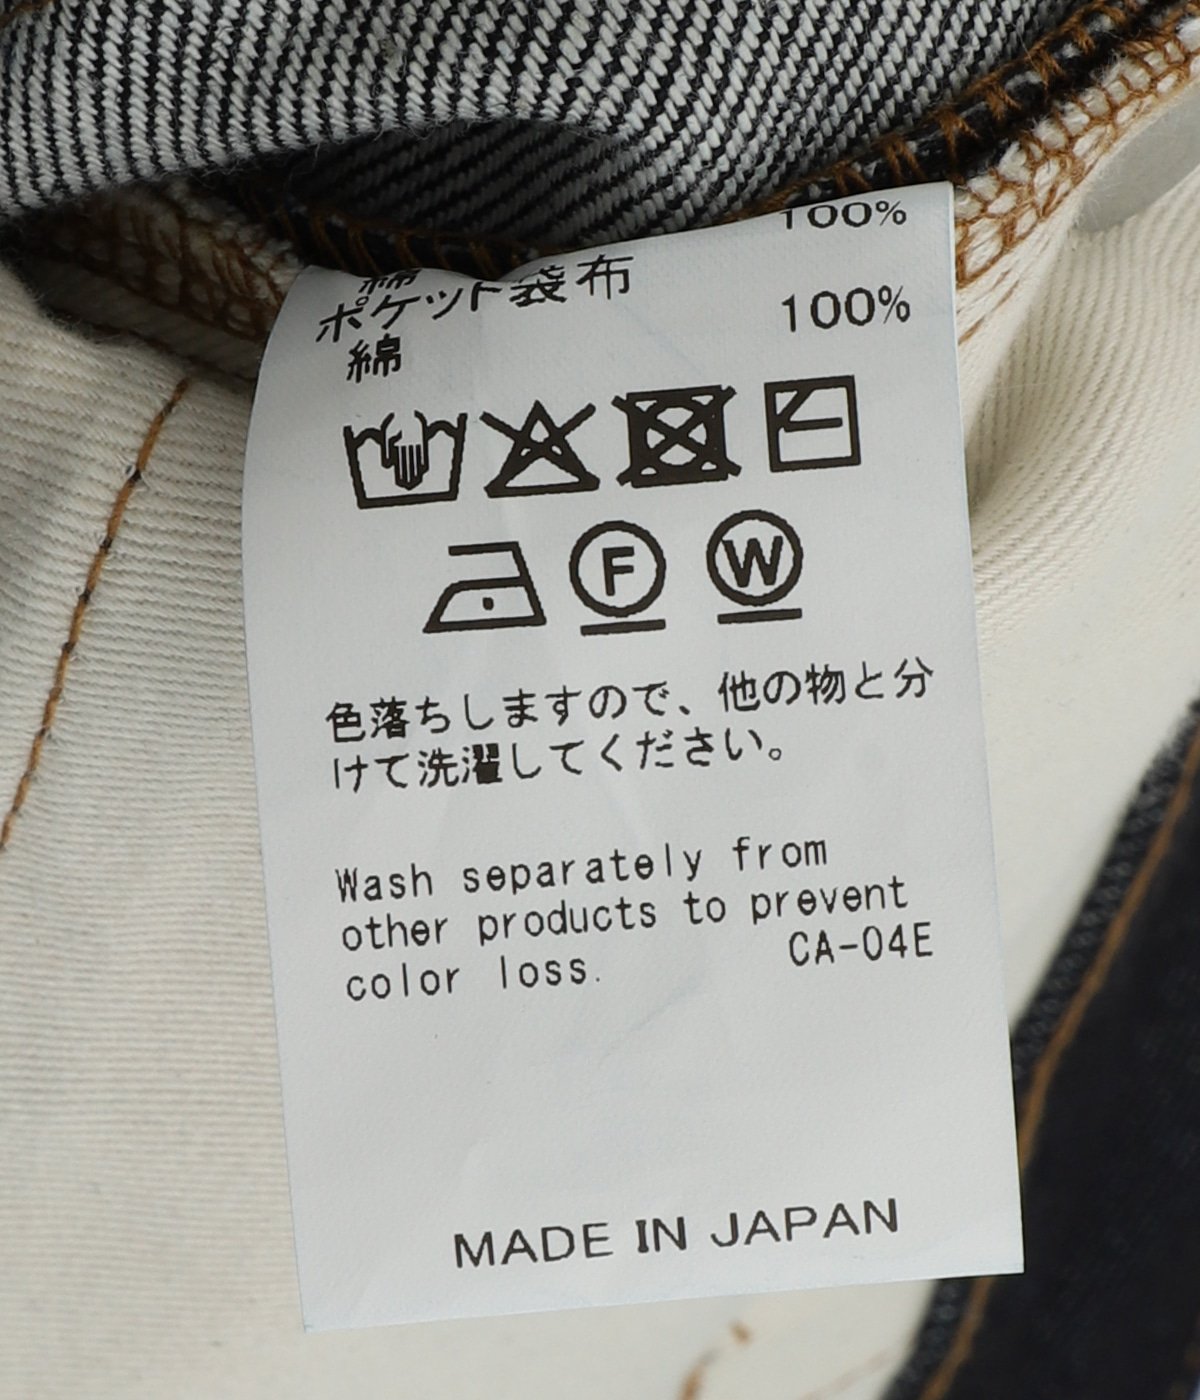 綿 100%
ポケット袋布
綿 100%
F W
色落ちしますので、他の物と分
けて洗濯してください。
Wash separately from
other products to prevent
color loss. CA-04E
MADE IN JAPAN